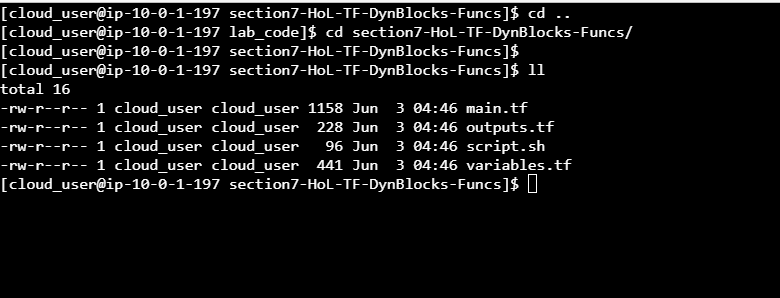 [cloud_user@ip-10-0-1-197 section7-HoL-TF-DynBlocks-Funcs]$ cd ..
[cloud_user@ip-10-0-1-197 lab_code]$ cd section7-HoL-TF-DynBlocks-Funcs/
[cloud_user@ip-10-0-1-197 section7-HoL-TF-DynBlocks-Funcs]$
[cloud_user@ip-10-0-1-197 section7-HoL-TF-DynBlocks-Funcs]$ ll
total 16
-rw-r--r-- 1 cloud_user cloud_user 1158 Jun  3 04:46 main.tf
-rw-r--r-- 1 cloud_user cloud_user  228 Jun  3 04:46 outputs.tf
-rw-r--r-- 1 cloud_user cloud_user   96 Jun  3 04:46 script.sh
-rw-r--r-- 1 cloud_user cloud_user  441 Jun  3 04:46 variables.tf
[cloud_user@ip-10-0-1-197 section7-HoL-TF-DynBlocks-Funcs]$